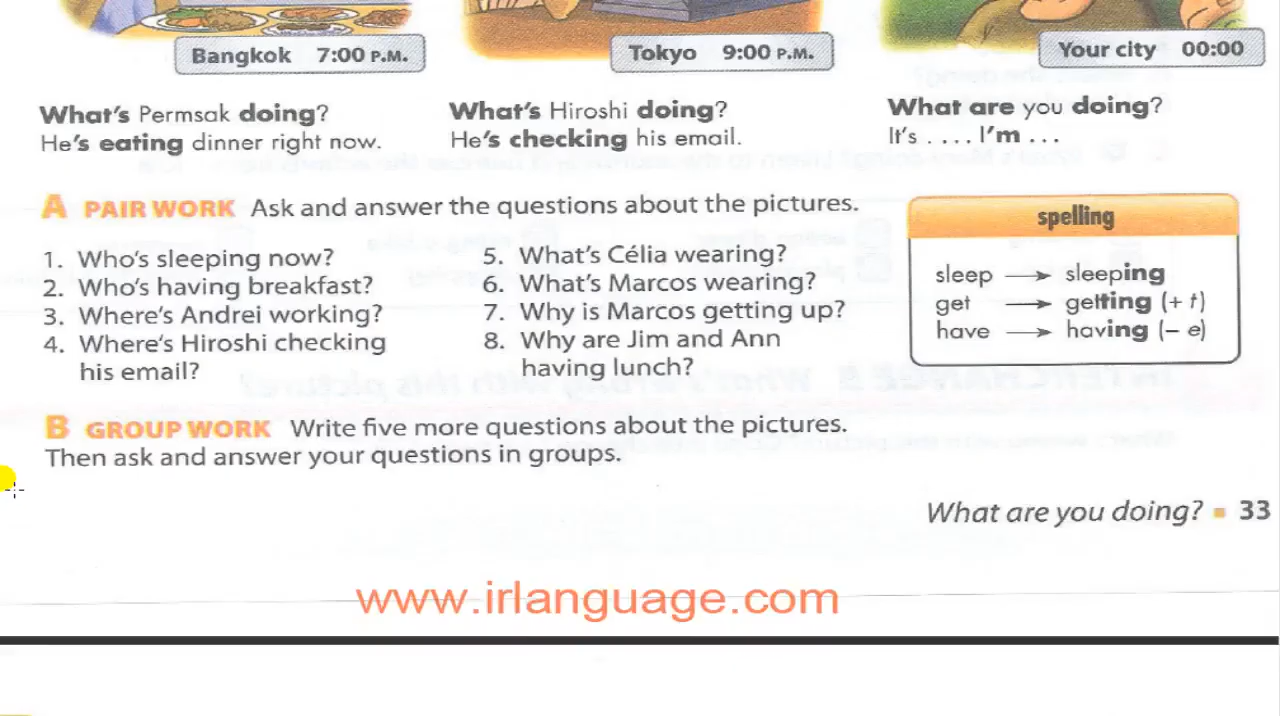 Bangkok 7:00 P.M.
Tokyo 9:00 P.M.
Your city 00:00
What's Permsak doing?
He's eating dinner right now.
What's Hiroshi doing?
He's checking his email.
What are you doing?
It's .... I'm ...
A PAIR WORK Ask and answer the questions about the pictures.
1. Who's sleeping now?
2. Who's having breakfast?
3. Where's Andrei working?
4. Where's Hiroshi checking
his email?
5. What's Célia wearing?
6. What's Marcos wearing?
7. Why is Marcos getting up?
8. Why are Jim and Ann
having lunch?
spelling
sleep → sleeping
get → getting (+ t)
have → having (– e)
B GROUP WORK Write five more questions about the pictures.
Then ask and answer your questions in groups.
What are you doing? ▪ 33
www.irlanguage.com